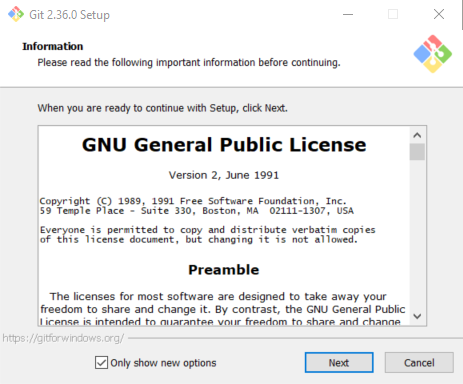 Git 2.36.0 Setup
Information
Please read the following important information before continuing.
When you are ready to continue with Setup, click Next.
GNU General Public License
Version 2, June 1991
Copyright (C) 1989, 1991 Free Software Foundation, Inc.
59 Temple Place - Suite 330, Boston, MA  02111-1307, USA
Everyone is permitted to copy and distribute verbatim copies
of this license document, but changing it is not allowed.
Preamble
The licenses for most software are designed to take away your
freedom to share and change it. By contrast, the GNU General Public
License is intended to guarantee your freedom to share and change
https://gitforwindows.org/
Only show new options
Next
Cancel